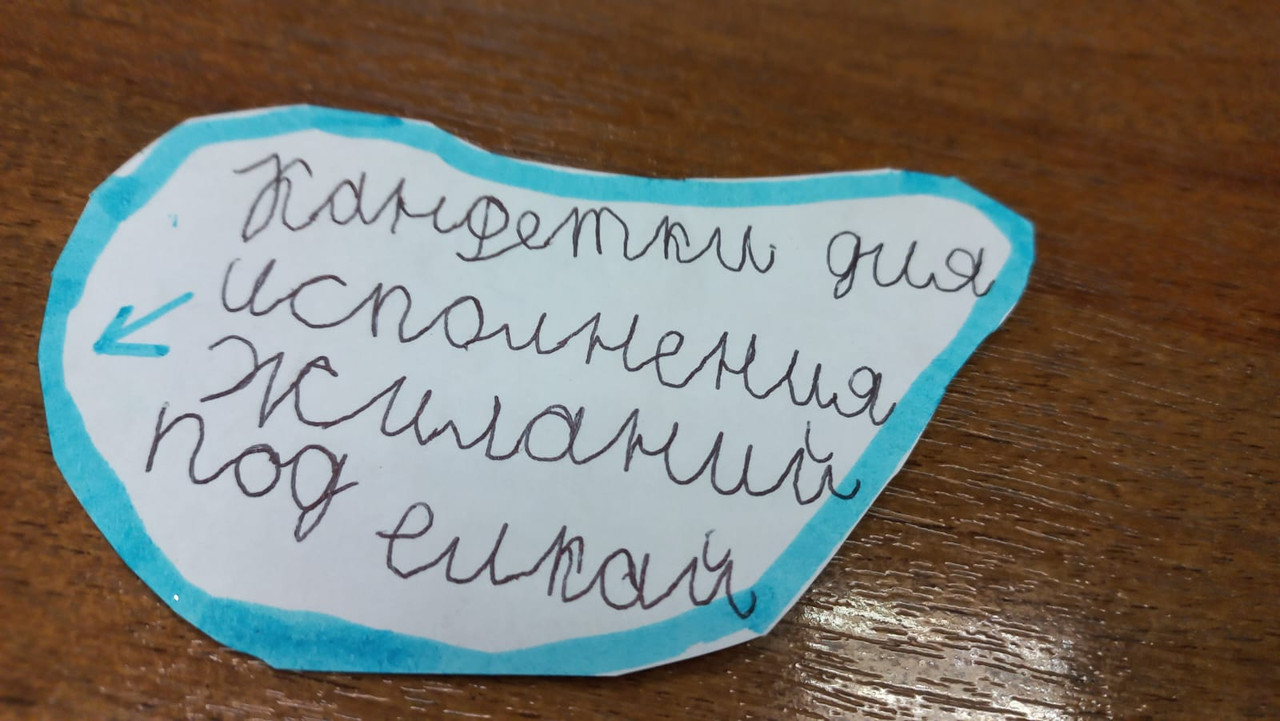 Канфетки для
исполнения
Жиланий
под елкай